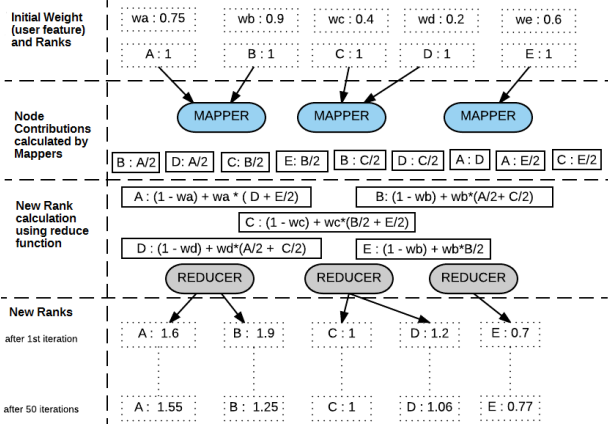 Initial Weight
(user feature)
and Ranks
wa : 0.75
wb : 0.9
wc : 0.4
wd : 0.2
we : 0.6
A : 1
B : 1
C : 1
D : 1
E : 1
Node
Contributions
calculated by
Mappers
MAPPER
MAPPER
MAPPER
B : A/2
D: A/2
C: B/2
E: B/2
B : C/2
D : C/2
A : D
A : E/2
C : E/2
New Rank
calculation
using reduce
function
A : (1 - wa) + wa * ( D + E/2)
B: (1 - wb) + wb*(A/2+ C/2)
C : (1 - wc) + wc*(B/2 + E/2)
D : (1 - wd) + wd*(A/2 + C/2)
E : (1 - wb) + wb*B/2
REDUCER
REDUCER
REDUCER
New Ranks
after 1st iteration
A : 1.6
B : 1.9
C : 1
D : 1.2
E : 0.7
after 50 iterations
A : 1.55
B : 1.25
C : 1
D : 1.06
E : 0.77